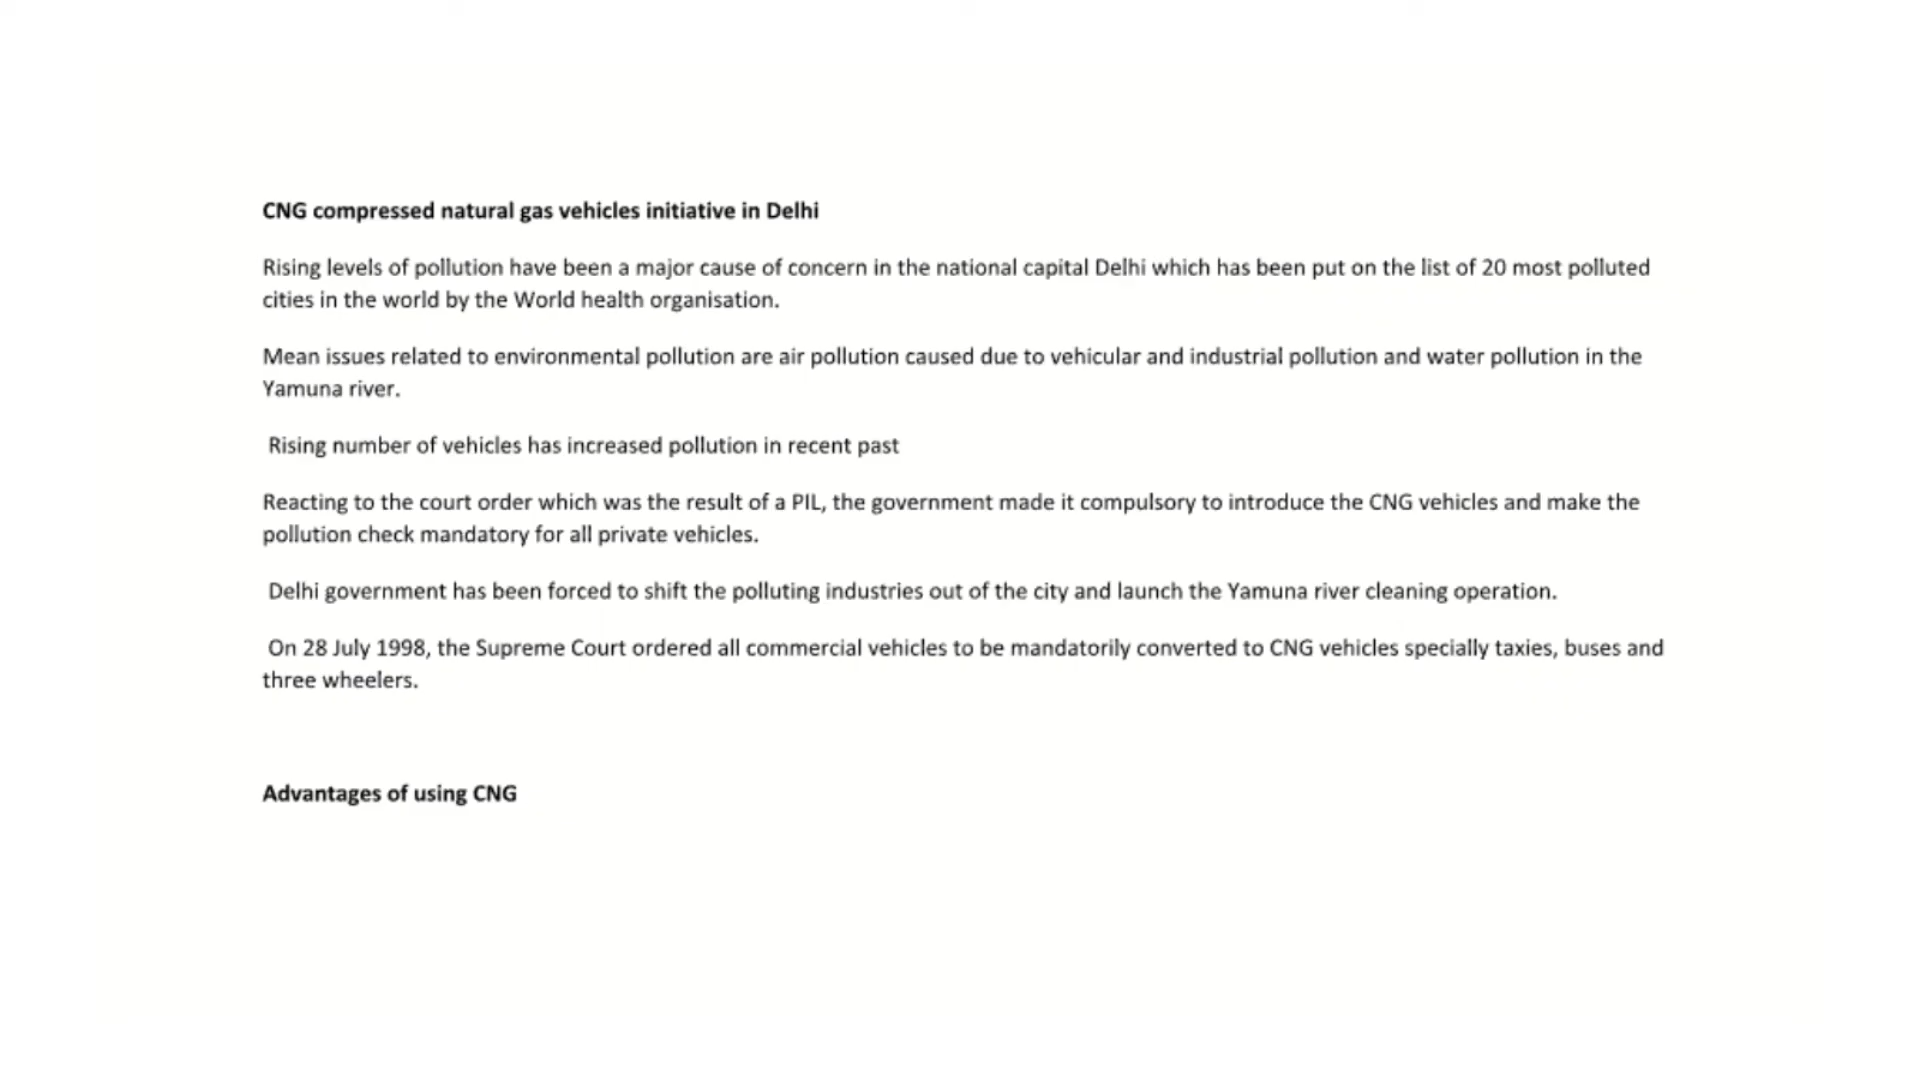 CNG compressed natural gas vehicles initiative in Delhi
Rising levels of pollution have been a major cause of concern in the national capital Delhi which has been put on the list of 20 most polluted
cities in the world by the World health organisation.
Mean issues related to environmental pollution are air pollution caused due to vehicular and industrial pollution and water pollution in the
Yamuna river.
Rising number of vehicles has increased pollution in recent past
Reacting to the court order which was the result of a PIL, the government made it compulsory to introduce the CNG vehicles and make the
pollution check mandatory for all private vehicles.
Delhi government has been forced to shift the polluting industries out of the city and launch the Yamuna river cleaning operation.
On 28 July 1998, the Supreme Court ordered all commercial vehicles to be mandatorily converted to CNG vehicles specially taxies, buses and
three wheelers.
Advantages of using CNG